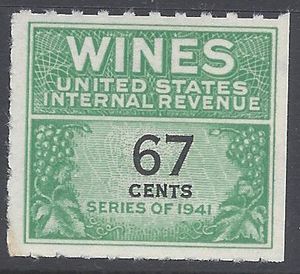 WINES
UNITED STATES
INTERNAL REVENUE
67
CENTS
SERIES OF 1941